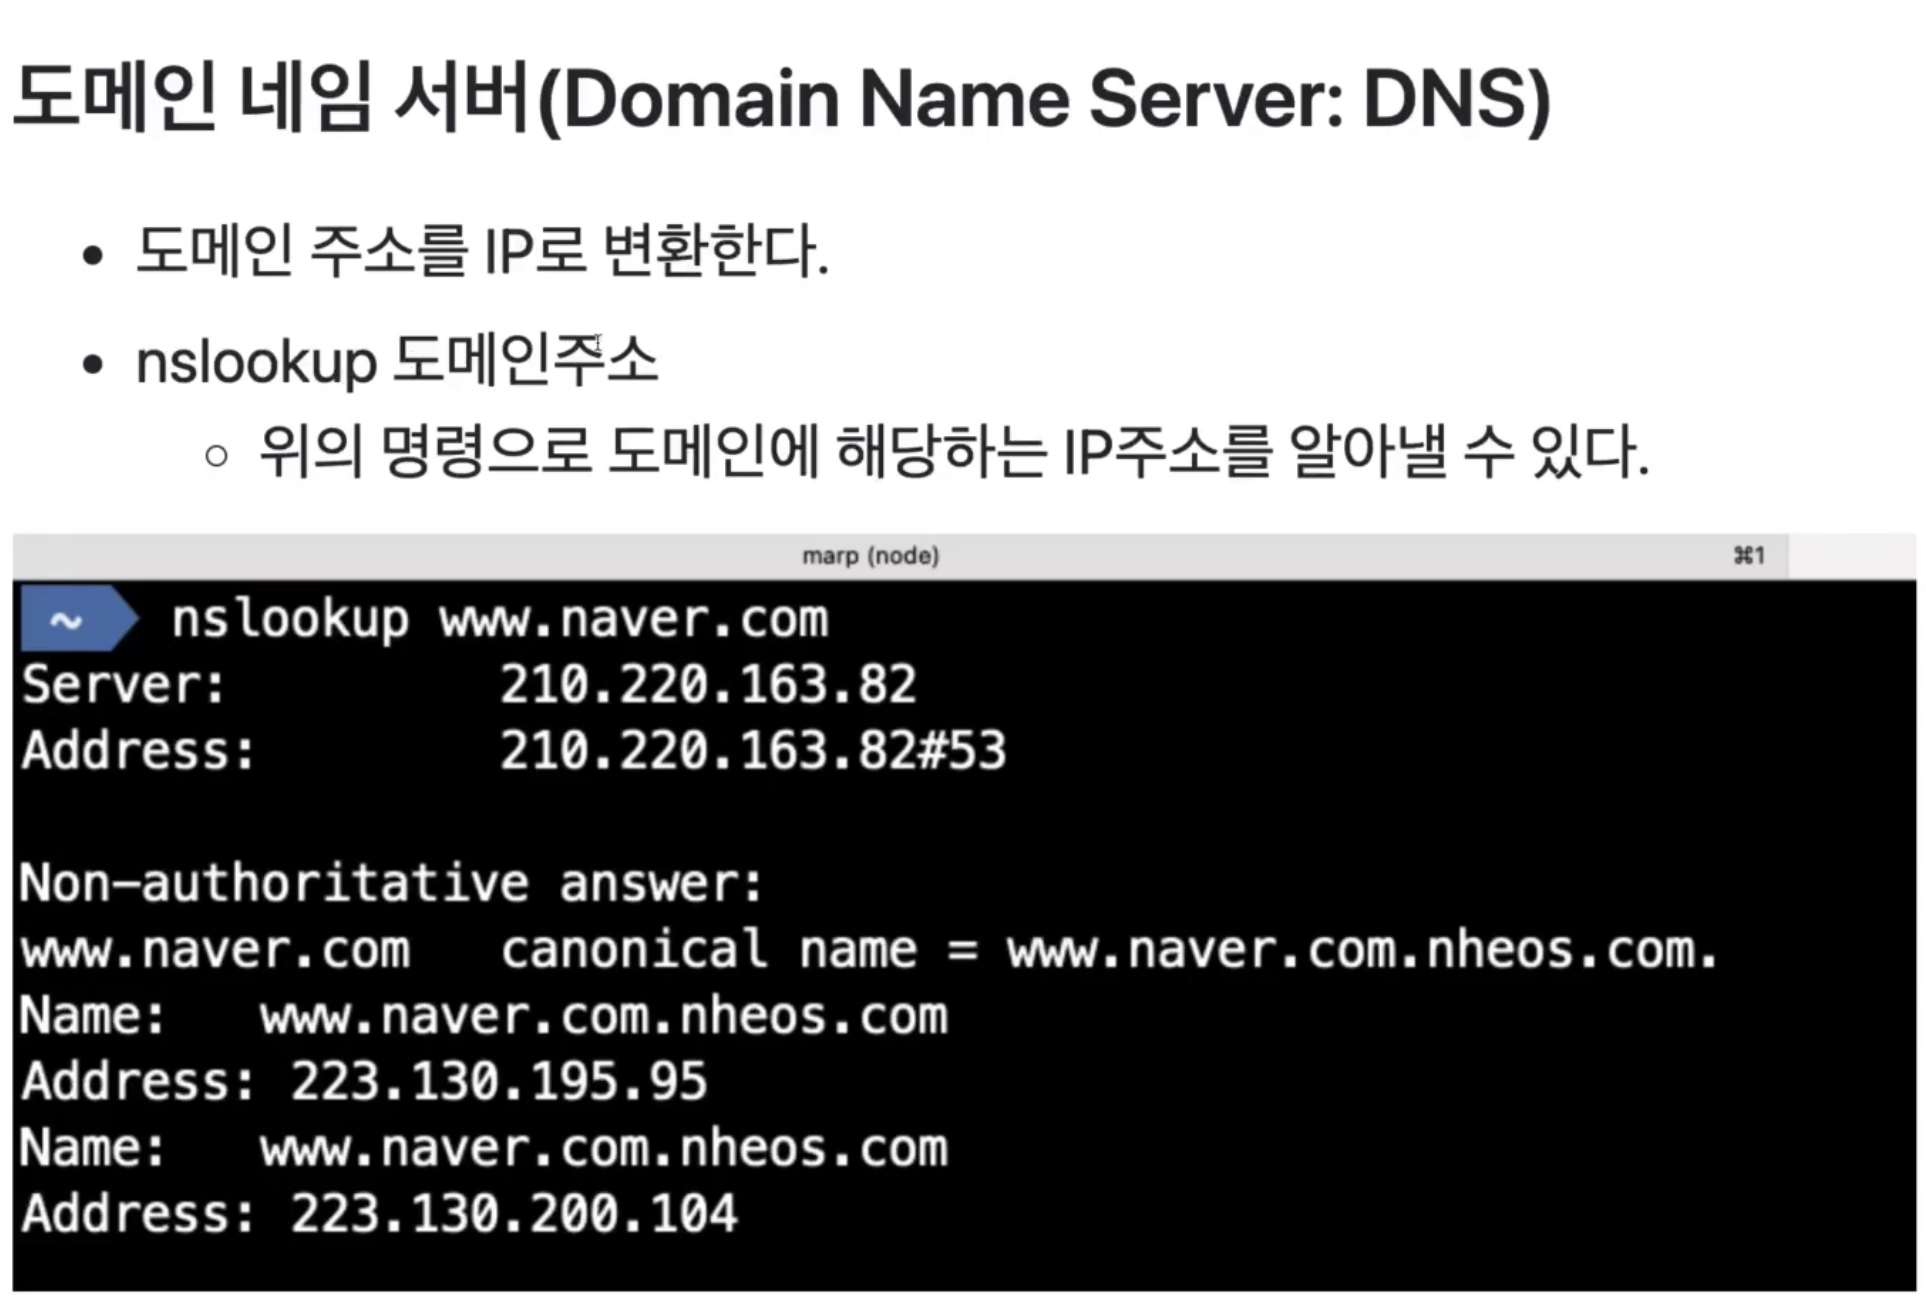 도메인 네임 서버(Domain Name Server: DNS)
• 도메인 주소를 IP로 변환한다.
• nslookup 도메인주소
○ 위의 명령으로 도메인에 해당하는 IP주소를 알아낼 수 있다.
marp (node) ⌘1
~ nslookup www.naver.com
Server: 210.220.163.82
Address: 210.220.163.82#53
Non-authoritative answer:
www.naver.com canonical name = www.naver.com.nheos.com.
Name: www.naver.com.nheos.com
Address: 223.130.195.95
Name: www.naver.com.nheos.com
Address: 223.130.200.104